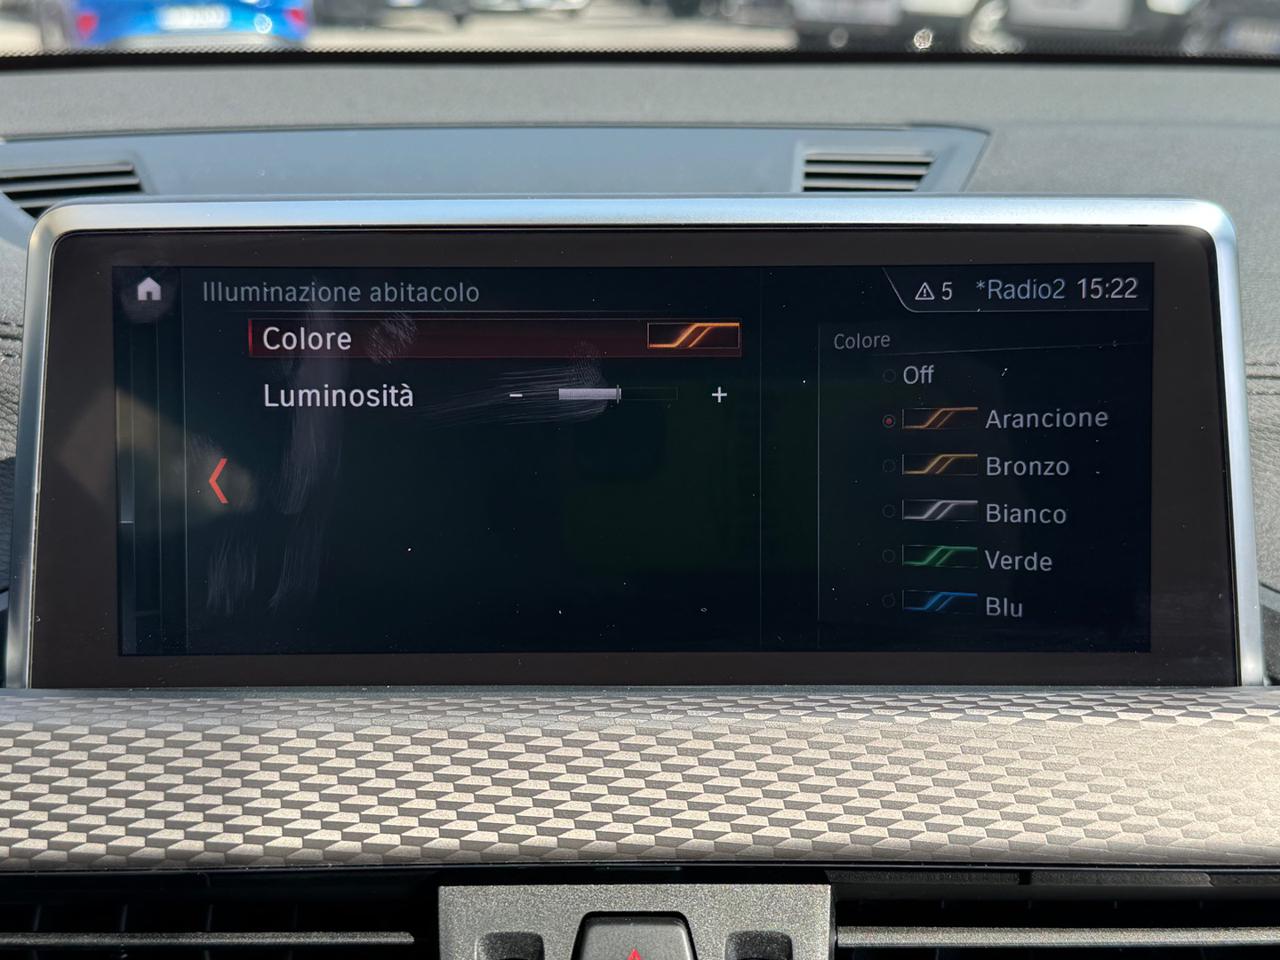 Illuminazione abitacolo
5 *Radio2 15:22
Colore
Luminosità - +
Colore
Off
Arancione
Bronzo
Bianco
Verde
Blu